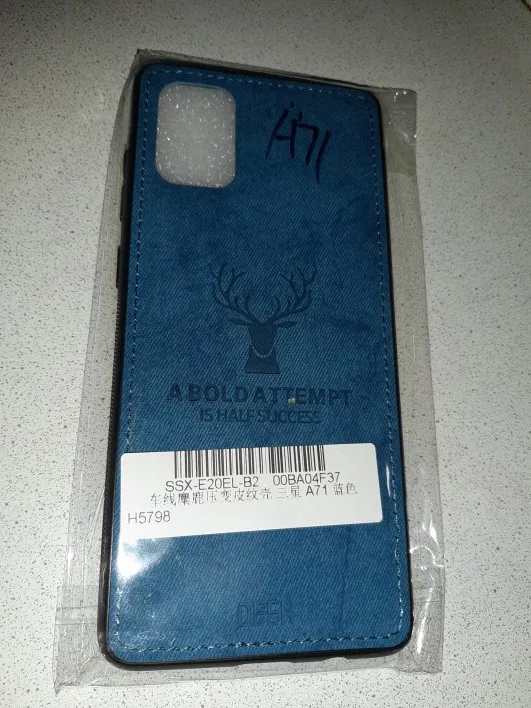 A71
A BOLD ATTEMPT
IS HALF SUCCESS
SSX-E20EL-B2 00BA04F37
车线麋鹿压变皮纹壳 三星 A71 蓝色
H5798
DEER